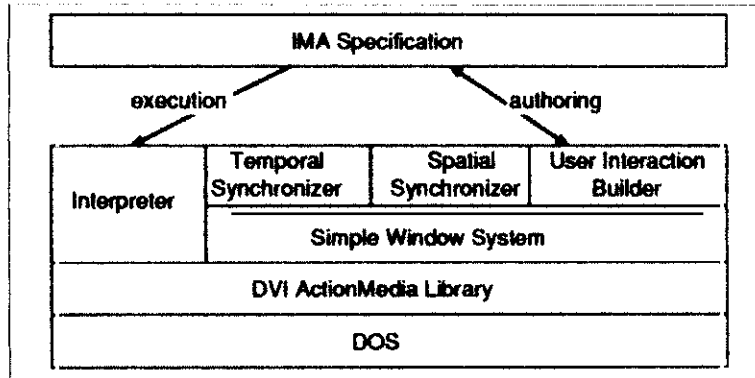 IMA Specification
execution
authoring
Interpreter
Temporal
Synchronizer
Spatial
Synchronizer
User Interaction
Builder
Simple Window System
DVI ActionMedia Library
DOS